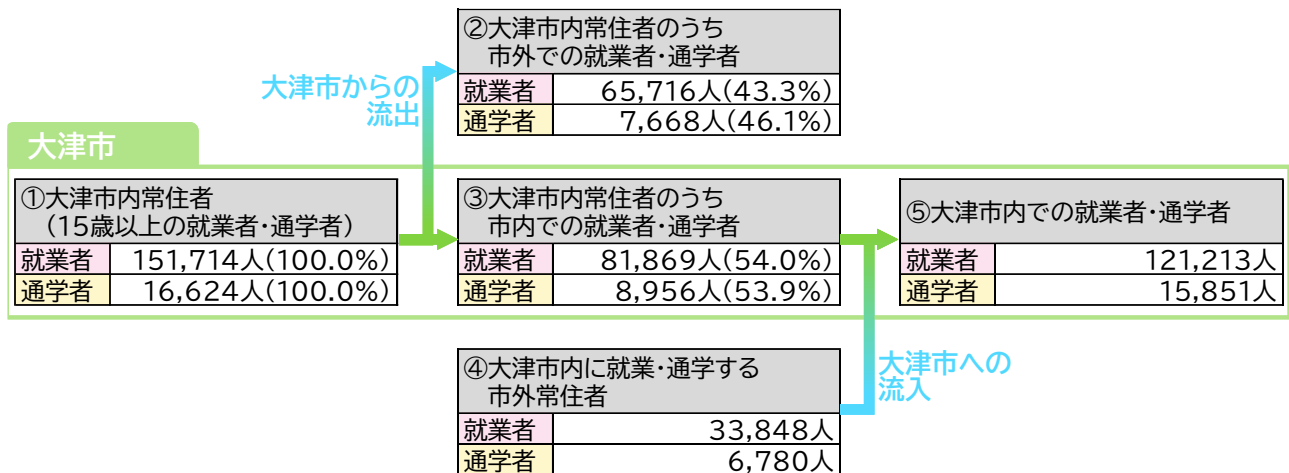 ②大津市内常住者のうち
市外での就業者・通学者
就業者 65,716人(43.3%)
通学者 7,668人(46.1%)
大津市からの
流出
大津市
①大津市内常住者
(15歳以上の就業者・通学者)
就業者 151,714人(100.0%)
通学者 16,624人(100.0%)
③大津市内常住者のうち
市内での就業者・通学者
就業者 81,869人(54.0%)
通学者 8,956人(53.9%)
⑤大津市内での就業者・通学者
就業者 121,213人
通学者 15,851人
④大津市内に就業・通学する
市外常住者
就業者 33,848人
通学者 6,780人
大津市への
流入